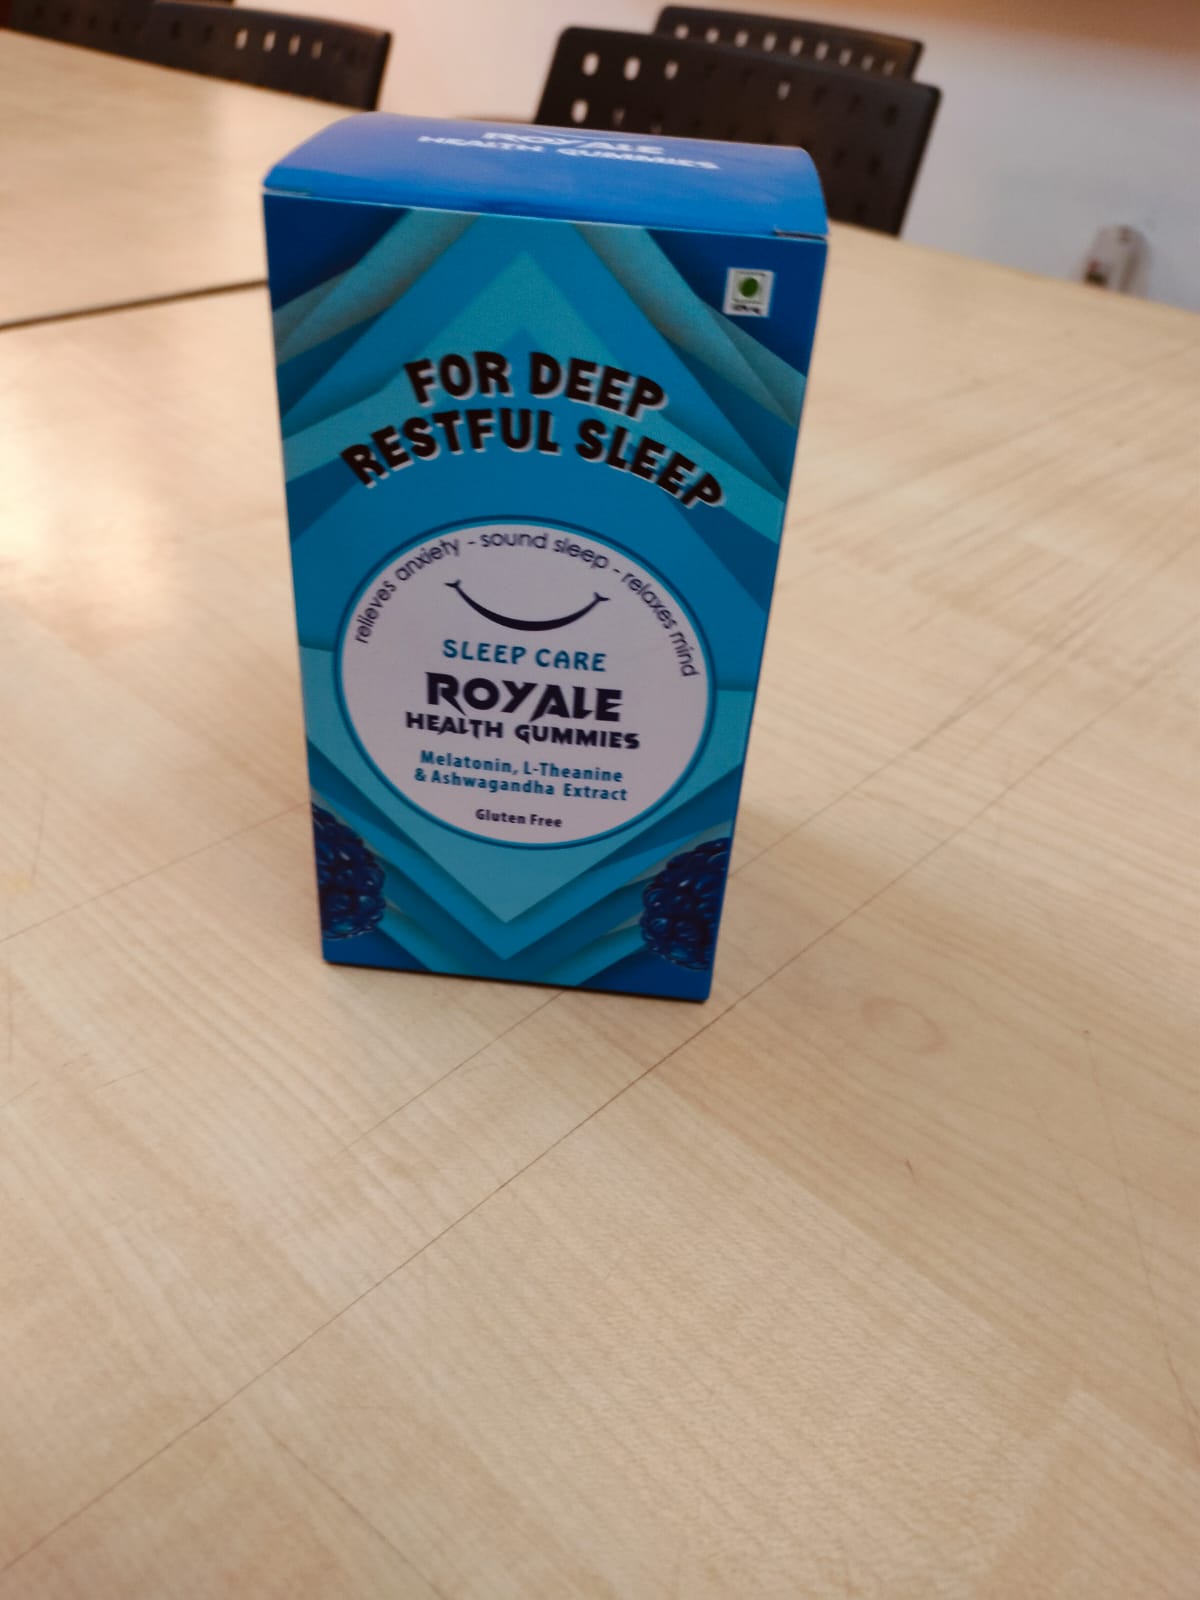 ROYALE
HEALTH GUMMIES
FOR DEEP
RESTFUL SLEEP
relieves anxiety - sound sleep - relaxes mind
SLEEP CARE
ROYALE
HEALTH GUMMIES
Melatonin, L-Theanine
& Ashwagandha Extract
Gluten Free